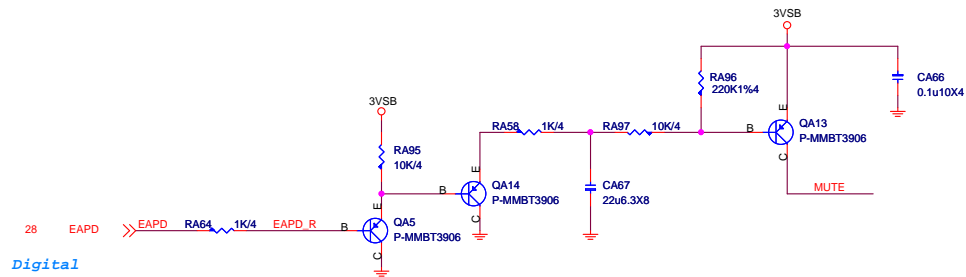 3VSB
RA96
220K1%4
CA66
0.1u10X4
E
QA13
P-MMBT3906
B
C
MUTE
3VSB
RA95
10K/4
RA58
1K/4
RA97
10K/4
E
QA14
P-MMBT3906
B
C
CA67
22u6.3X8
E
QA5
P-MMBT3906
B
C
28
EAPD
EAPD
RA64
1K/4
EAPD_R
Digital